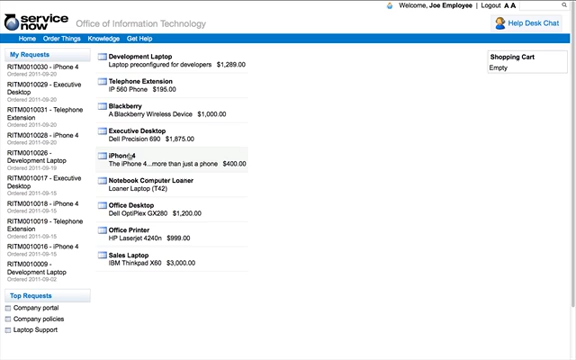 Welcome, Joe Employee | Logout A A
service now Office of Information Technology
Help Desk Chat
Home Order Things Knowledge Get Help
My Requests
RITM0010030 - iPhone 4
Ordered 2011-09-20
RITM0010029 - Executive
Desktop
Ordered 2011-09-20
RITM0010031 - Telephone
Extension
Ordered 2011-09-20
RITM0010028 - iPhone 4
Ordered 2011-09-20
RITM0010026 -
Development Laptop
Ordered 2011-09-19
RITM0010017 - Executive
Desktop
Ordered 2011-09-15
RITM0010018 - iPhone 4
Ordered 2011-09-15
RITM0010019 - Telephone
Extension
Ordered 2011-09-15
RITM0010016 - iPhone 4
Ordered 2011-09-15
RITM0010009 -
Development Laptop
Ordered 2011-09-02
Top Requests
Company portal
Company policies
Laptop Support
Development Laptop
Laptop preconfigured for developers $1,289.00
Telephone Extension
IP 560 Phone $195.00
Blackberry
A Blackberry Wireless Device $1,000.00
Executive Desktop
Dell Precision 690 $1,875.00
iPhone 4
The iPhone 4...more than just a phone $400.00
Notebook Computer Loaner
Loaner Laptop (T42)
Office Desktop
Dell OptiPlex GX280 $1,200.00
Office Printer
HP Laserjet 4240n $999.00
Sales Laptop
IBM Thinkpad X60 $3,000.00
Shopping Cart
Empty